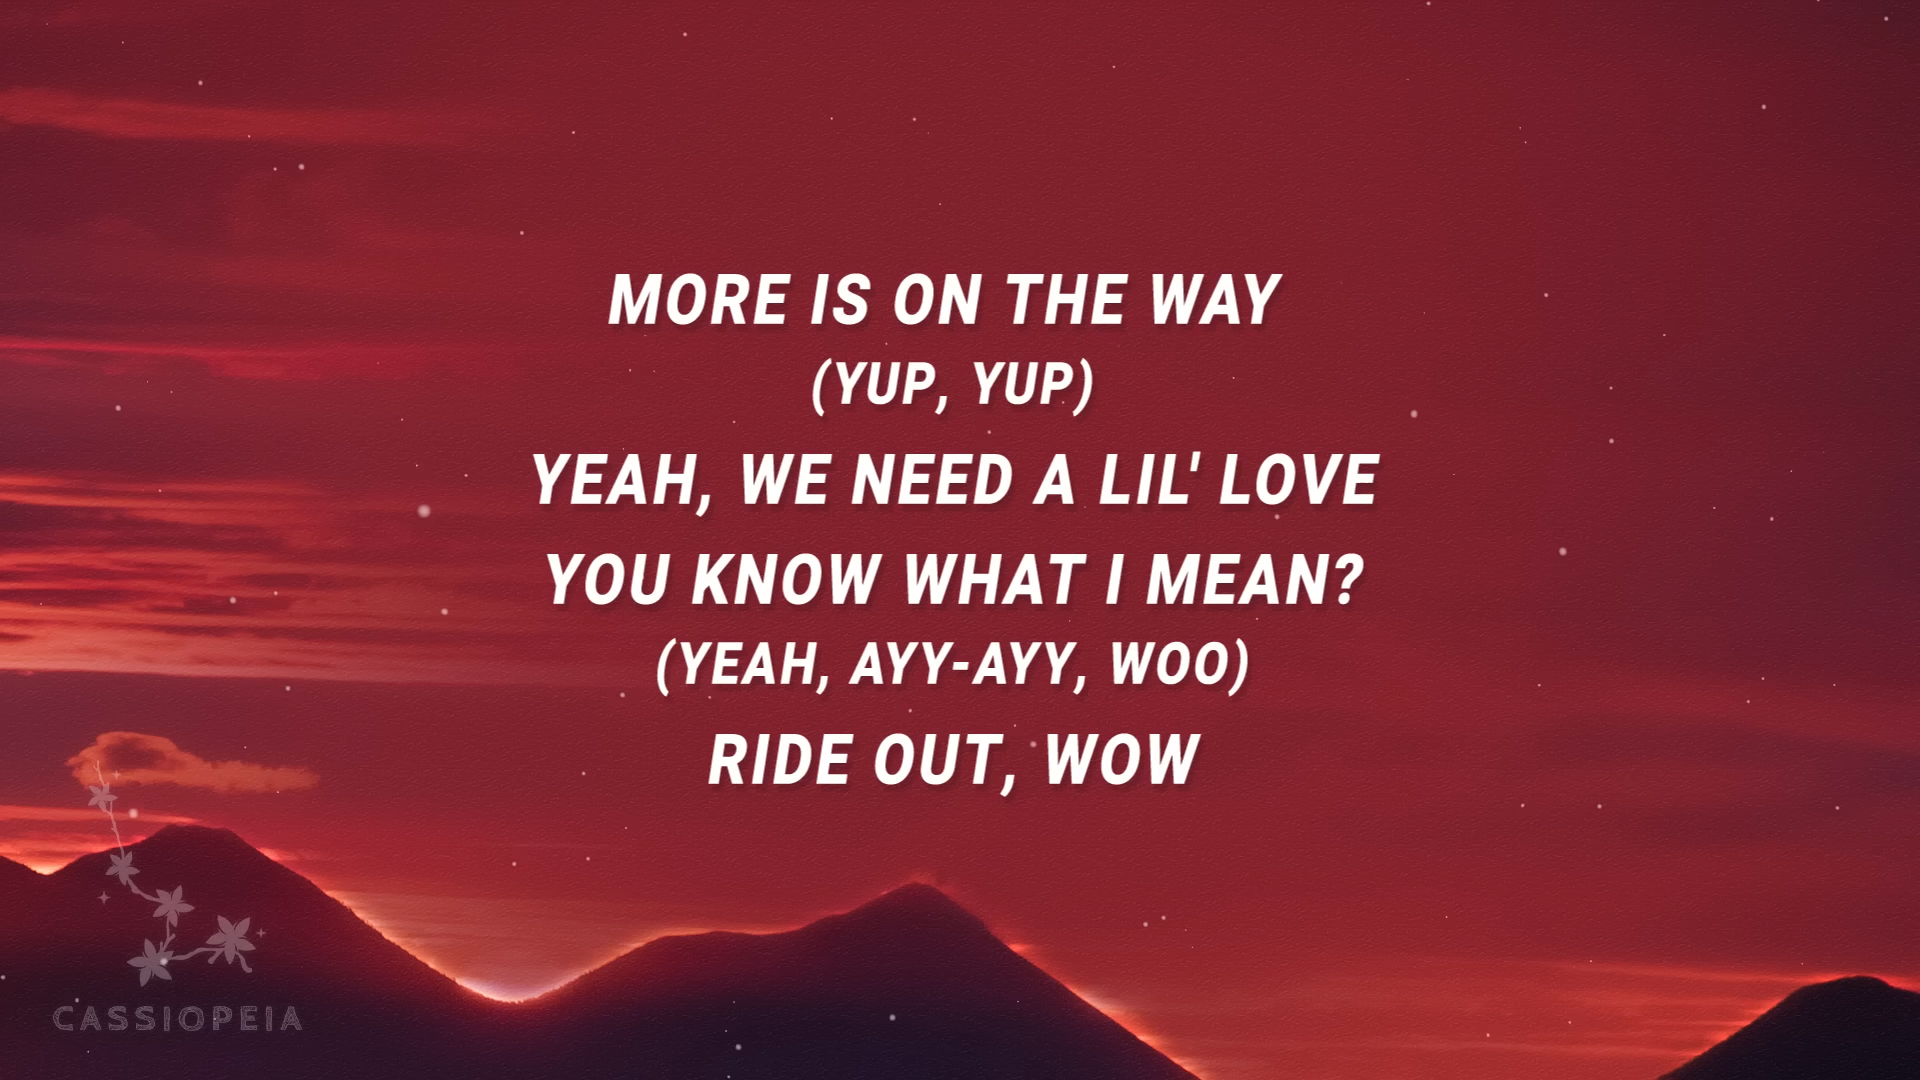 MORE IS ON THE WAY
(YUP, YUP)
YEAH, WE NEED A LIL' LOVE
YOU KNOW WHAT I MEAN?
(YEAH, AYY-AYY, WOO)
RIDE OUT, WOW
CASSIOPEIA